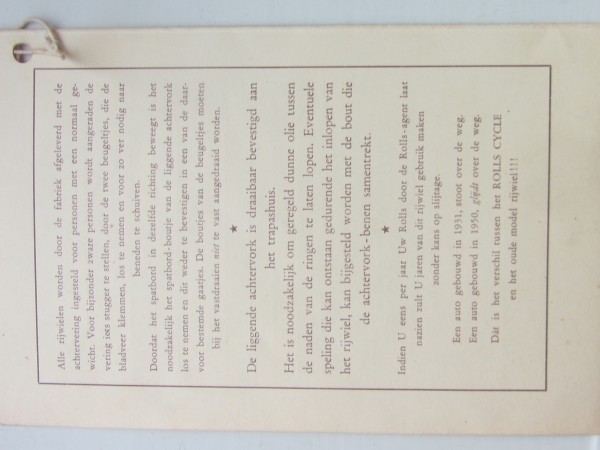 Alle rijwielen worden door de fabriek afgeleverd met de
achtervering ingesteld voor personen met een normaal ge-
wicht. Voor bijzonder zware personen wordt aangeraden de
vering iets stugger te stellen, door de twee beugeltjes, die de
bladveer klemmen, los te nemen en voor zo ver nodig naar
beneden te schuiven.
Doordat het spatbord in dezelfde richting beweegt is het
noodzakelijk het spatbord-boutje van de liggende achtervork
los te nemen en dit weder te bevestigen in een van de daar-
voor bestemde gaatjes. De boutjes van de beugeltjes moeten
bij het vastdraaien niet te vast aangedraaid worden.
★
De liggende achtervork is draaibaar bevestigd aan
het trapashuis.
Het is noodzakelijk om geregeld dunne olie tussen
de naden van de ringen te laten lopen. Eventuele
speling die kan ontstaan gedurende het inlopen van
het rijwiel, kan bijgesteld worden met de bout die
de achtervork-benen samentrekt.
★
Indien U eens per jaar Uw Rolls door de Rolls-agent laat
nazien zult U jaren van dit rijwiel gebruik maken
zonder kans op slijtage.
Een auto gebouwd in 1931, stoot over de weg.
Een auto gebouwd in 1950, glijdt over de weg.
Dàt is het verschil tussen het ROLLS CYCLE
en het oude model rijwiel!!!